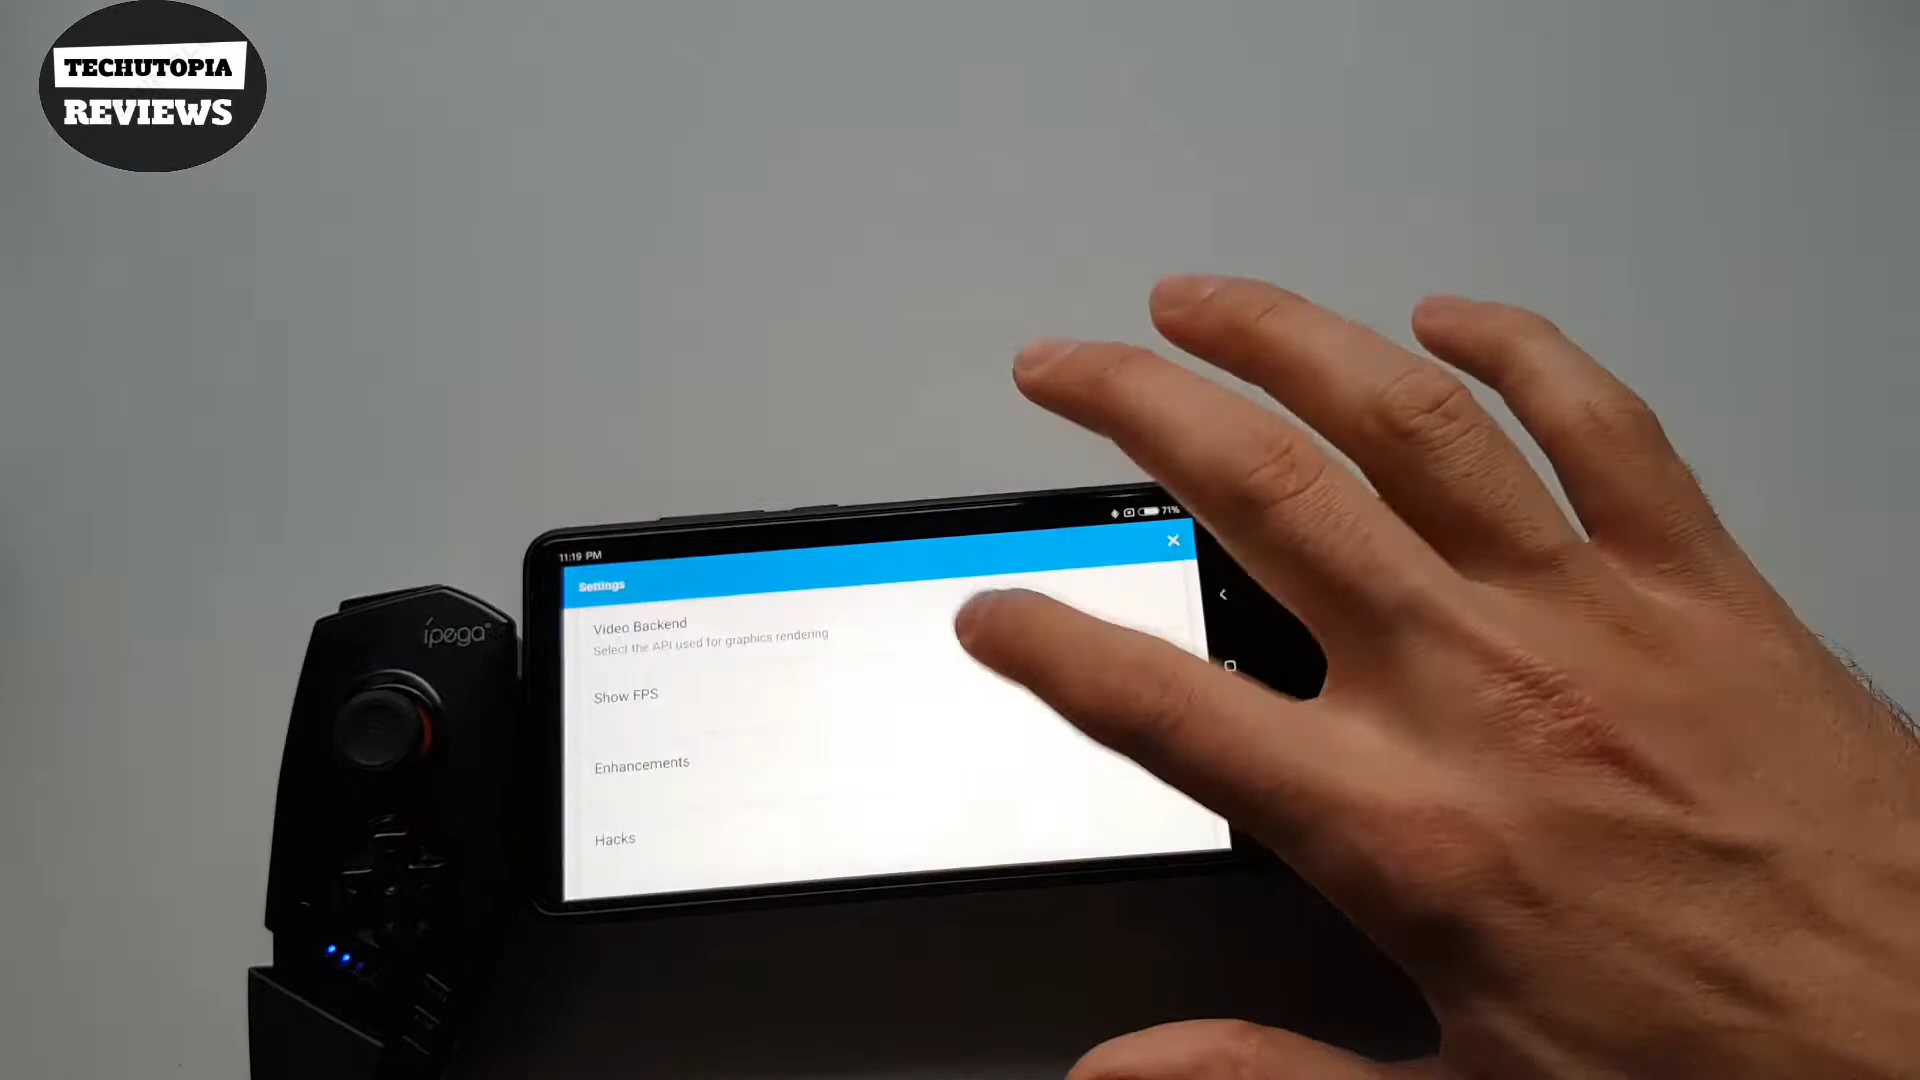 TECHUTOPIA
REVIEWS
ípega®
11:19 PM
71%
Settings
Video Backend
Select the API used for graphics rendering
Show FPS
Enhancements
Hacks